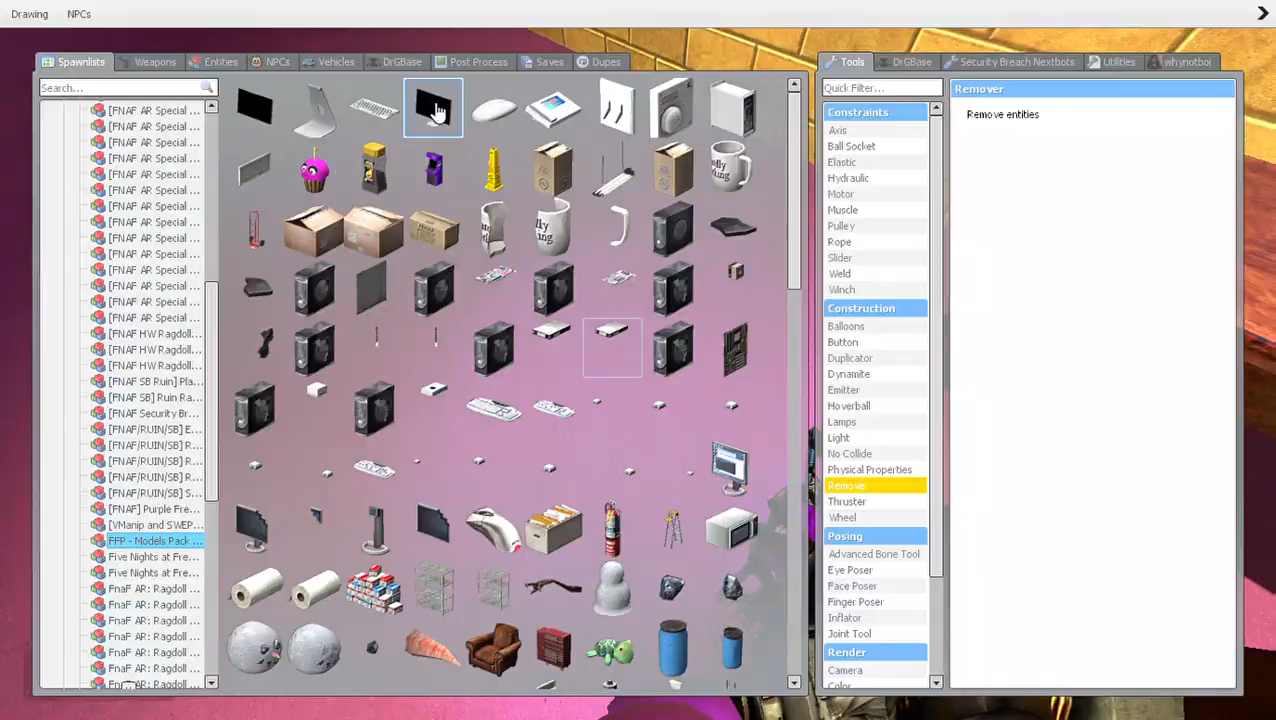 Drawing NPCs
Spawnlists Weapons Entities NPCs Vehicles DrGBase Post Process Saves Dupes
Search...
[FNAF AR Special ...
[FNAF AR Special ...
[FNAF AR Special ...
[FNAF AR Special ...
[FNAF AR Special ...
[FNAF AR Special ...
[FNAF AR Special ...
[FNAF AR Special ...
[FNAF AR Special ...
[FNAF AR Special ...
[FNAF AR Special ...
[FNAF AR Special ...
[FNAF AR Special ...
[FNAF AR Special ...
[FNAF HW Ragdoll...
[FNAF HW Ragdoll...
[FNAF HW Ragdoll...
[FNAF SB Ruin] Pla...
[FNAF SB] Ruin Ra...
[FNAF Security Br...
[FNAF/RUIN/SB] E...
[FNAF/RUIN/SB] R...
[FNAF/RUIN/SB] R...
[FNAF/RUIN/SB] R...
[FNAF/RUIN/SB] S...
[FNAF] Purple Fre...
[VManip and SWEP...
FFP - Models Pack ...
Five Nights at Fre...
Five Nights at Fre...
FnaF AR: Ragdoll ...
FnaF AR: Ragdoll ...
FnaF AR: Ragdoll ...
FnaF AR: Ragdoll ...
FnaF AR: Ragdoll ...
FnaF AR: Ragdoll ...
FnaF AR: Ragdoll ...
Tools DrGBase Security Breach Nextbots Utilities whynotboi
Quick Filter...
Constraints
Axis
Ball Socket
Elastic
Hydraulic
Motor
Muscle
Pulley
Rope
Slider
Weld
Winch
Construction
Balloons
Button
Duplicator
Dynamite
Emitter
Hoverball
Lamps
Light
No Collide
Physical Properties
Remover
Thruster
Wheel
Posing
Advanced Bone Tool
Eye Poser
Face Poser
Finger Poser
Inflator
Joint Tool
Render
Camera
Color
Remover
Remove entities